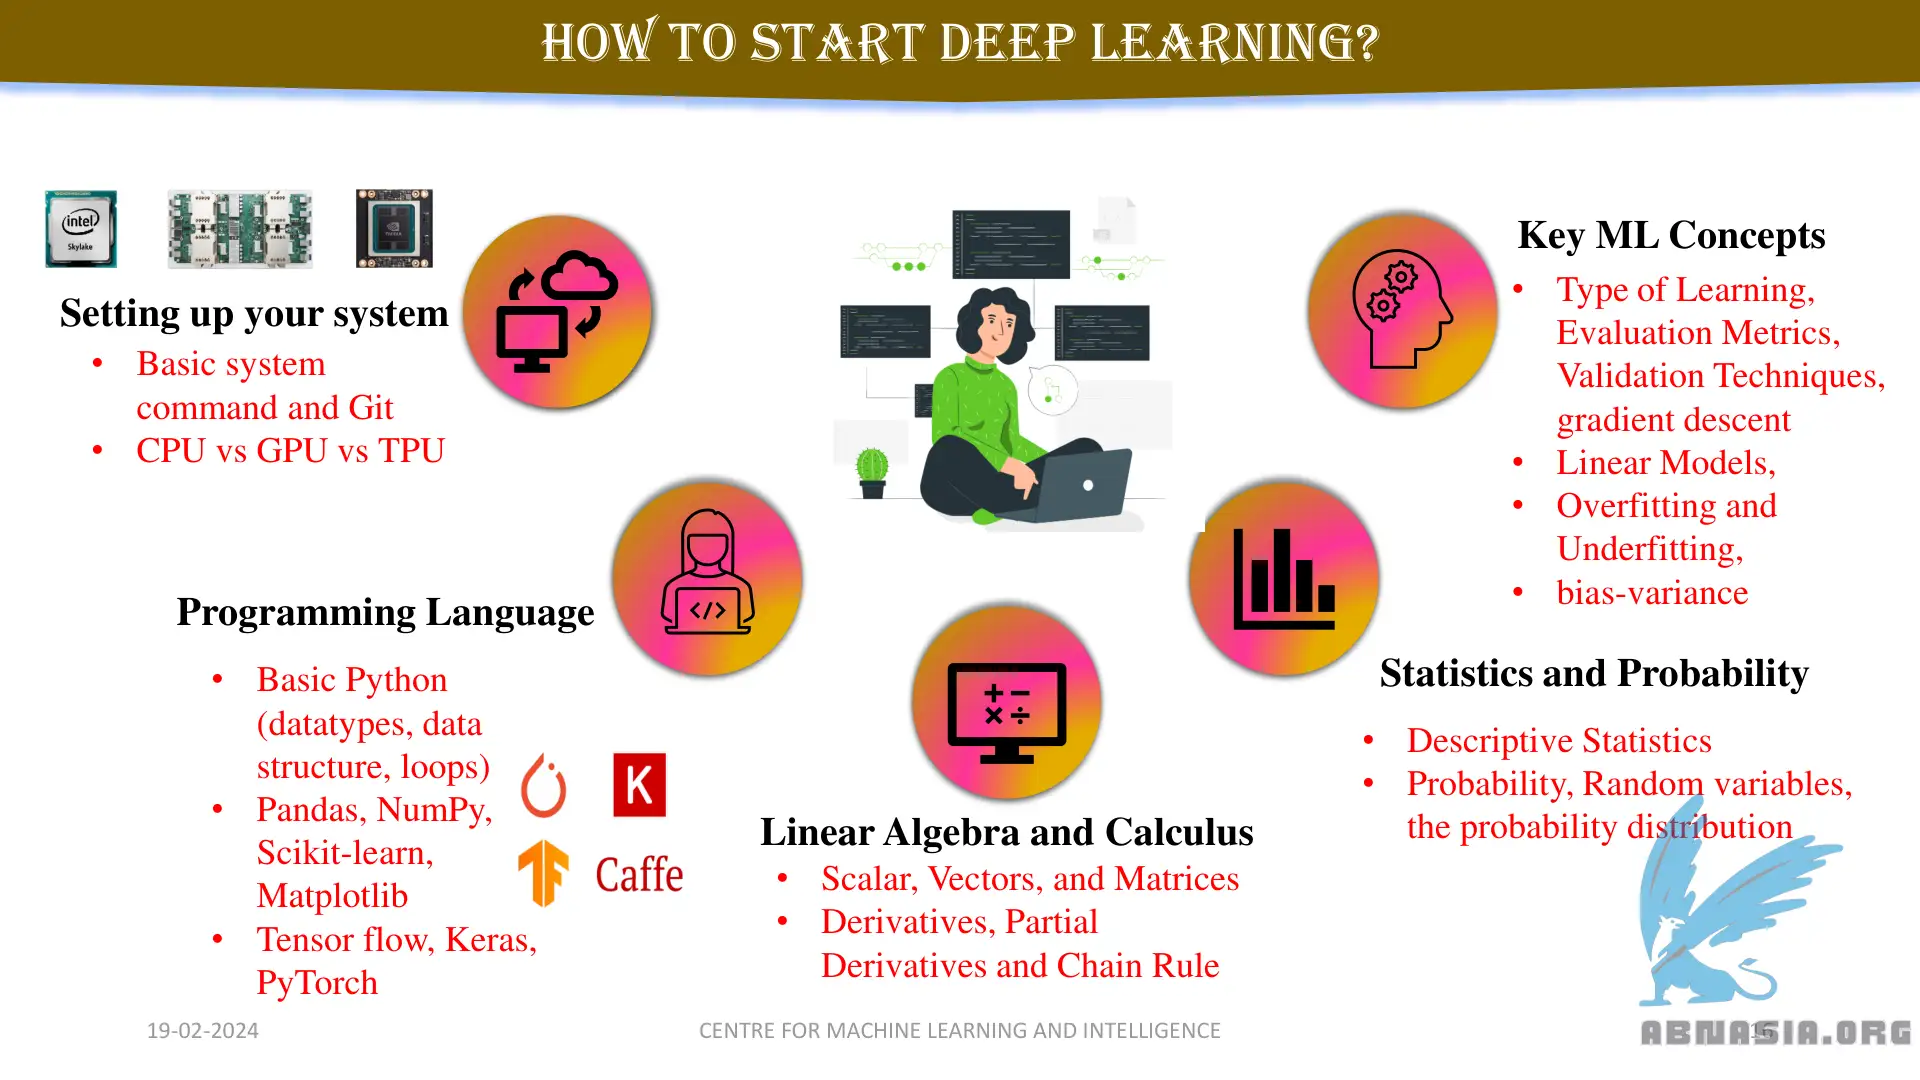 HOW TO START DEEP LEARNING?
intel
Skylake
NVIDIA
Setting up your system
• Basic system
command and Git
• CPU vs GPU vs TPU
Programming Language
• Basic Python
(datatypes, data
structure, loops)
• Pandas, NumPy,
Scikit-learn,
Matplotlib
• Tensor flow, Keras,
PyTorch
K
Caffe
</>
+ −
× ÷
Linear Algebra and Calculus
• Scalar, Vectors, and Matrices
• Derivatives, Partial
Derivatives and Chain Rule
Key ML Concepts
• Type of Learning,
Evaluation Metrics,
Validation Techniques,
gradient descent
• Linear Models,
• Overfitting and
Underfitting,
• bias-variance
Statistics and Probability
• Descriptive Statistics
• Probability, Random variables,
the probability distribution
19-02-2024
CENTRE FOR MACHINE LEARNING AND INTELLIGENCE
16
ABNASIA.ORG